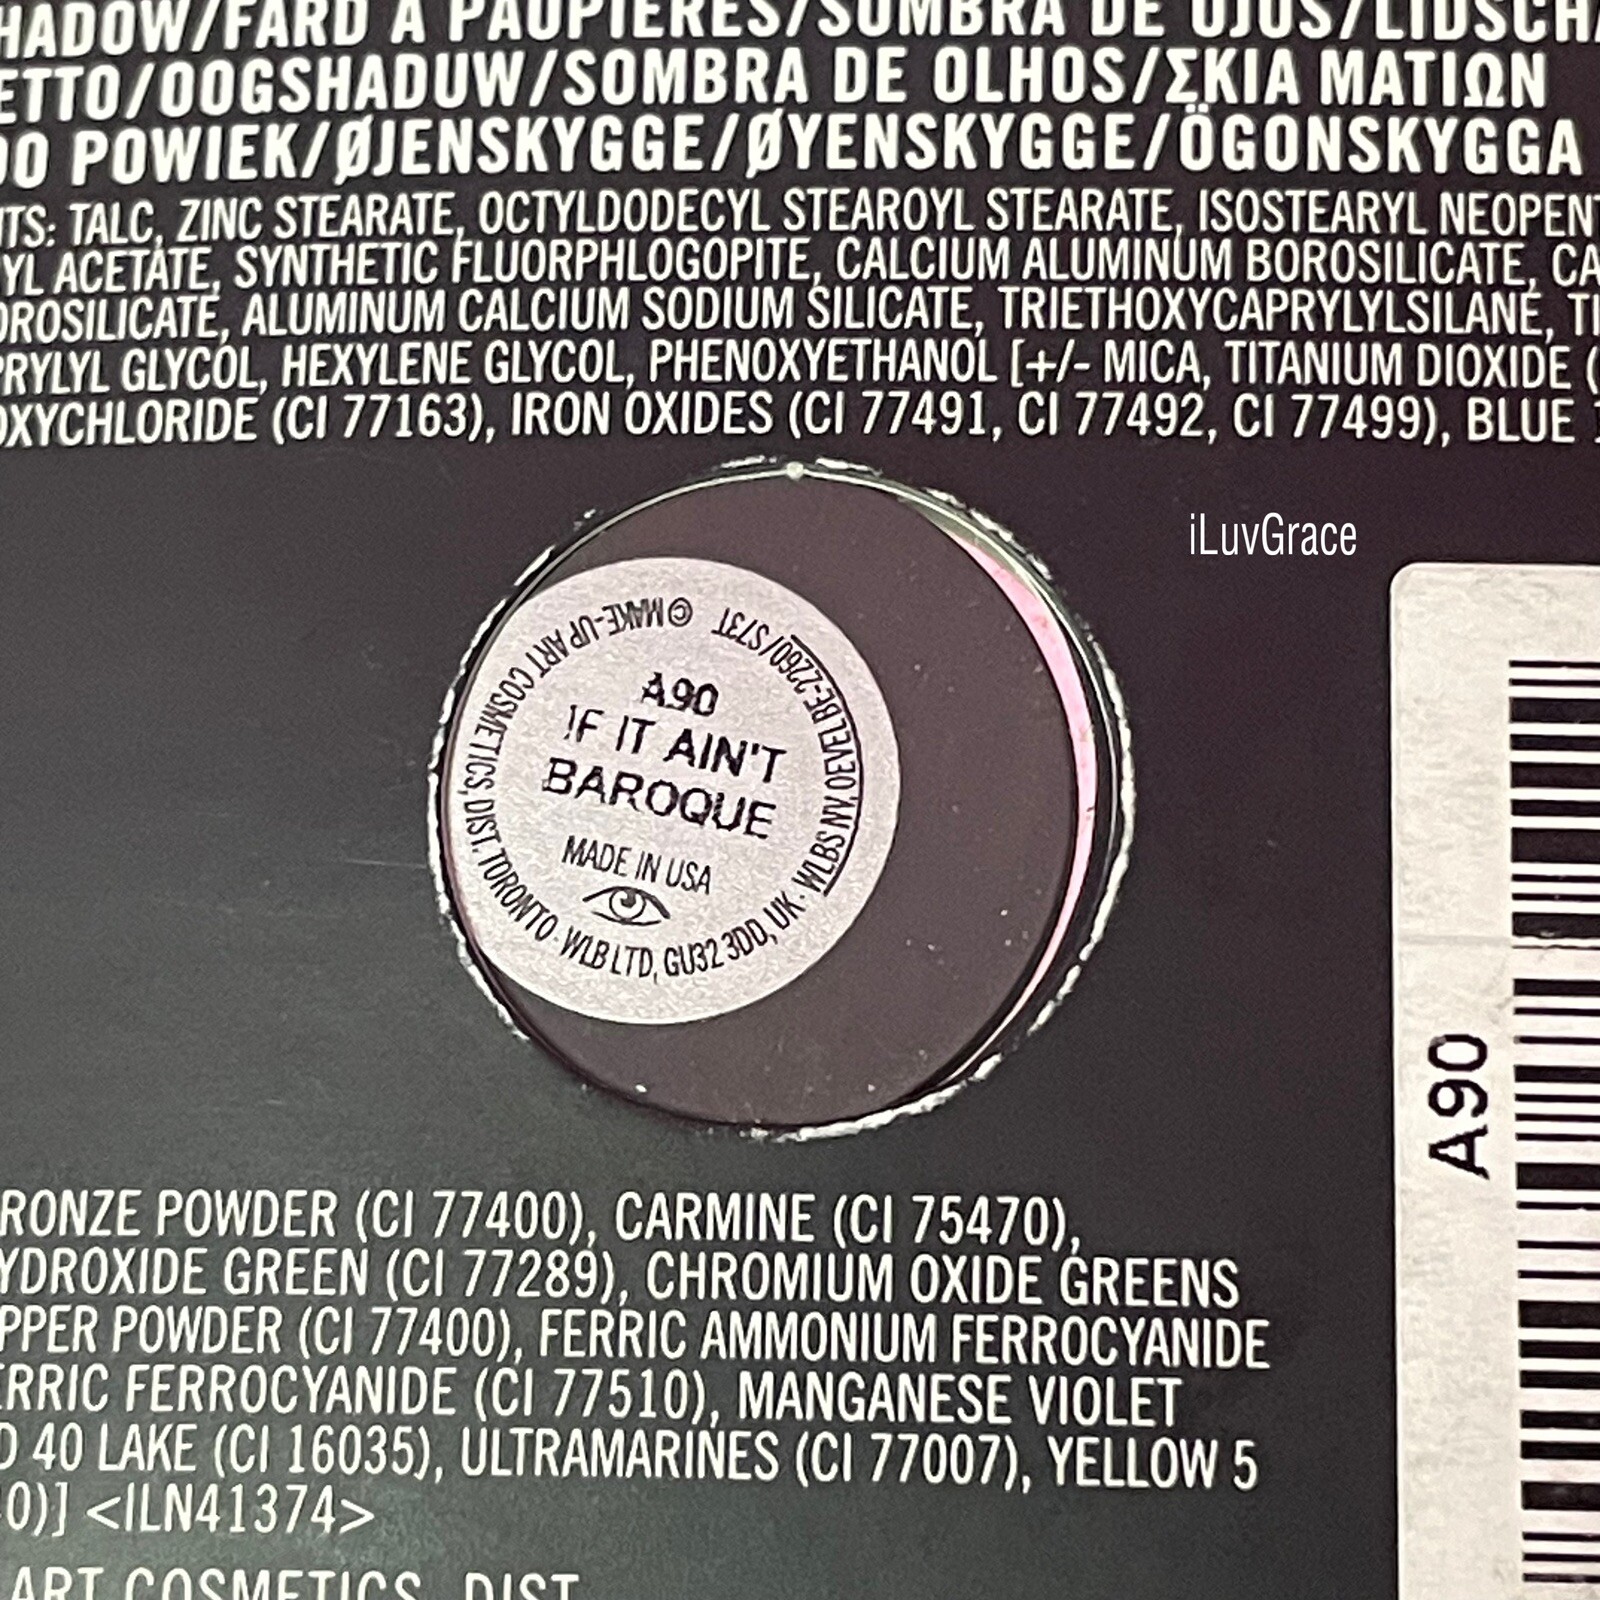 HADOW/FARD À PAUPIÈRES/SOMBRA DE OJOS/LIDSCHA
ETTO/OOGSHADUW/SOMBRA DE OLHOS/ΣΚΙΑ ΜΑΤΙΩΝ
DO POWIEK/ØJENSKYGGE/ØYENSKYGGE/ÖGONSKYGGA
NTS: TALC, ZINC STEARATE, OCTYLDODECYL STEAROYL STEARATE, ISOSTEARYL NEOPENT
YL ACETATE, SYNTHETIC FLUORPHLOGOPITE, CALCIUM ALUMINUM BOROSILICATE, CA
OROSILICATE, ALUMINUM CALCIUM SODIUM SILICATE, TRIETHOXYCAPRYLYLSILANE, TI
PRYLYL GLYCOL, HEXYLENE GLYCOL, PHENOXYETHANOL [+/- MICA, TITANIUM DIOXIDE (
OXYCHLORIDE (CI 77163), IRON OXIDES (CI 77491, CI 77492, CI 77499), BLUE 1
iLuvGrace
© MAKE-UP ART COSMETICS, DIST. TORONTO · WLB LTD, GU32 3DD, UK · WLBS NV, OEVEL BE-2260/ S73T
A90
IF IT AIN'T
BAROQUE
MADE IN USA
A90
RONZE POWDER (CI 77400), CARMINE (CI 75470),
YDROXIDE GREEN (CI 77289), CHROMIUM OXIDE GREENS
PPER POWDER (CI 77400), FERRIC AMMONIUM FERROCYANIDE
ERRIC FERROCYANIDE (CI 77510), MANGANESE VIOLET
D 40 LAKE (CI 16035), ULTRAMARINES (CI 77007), YELLOW 5
0)] <ILN41374>
ART COSMETICS, DIST.